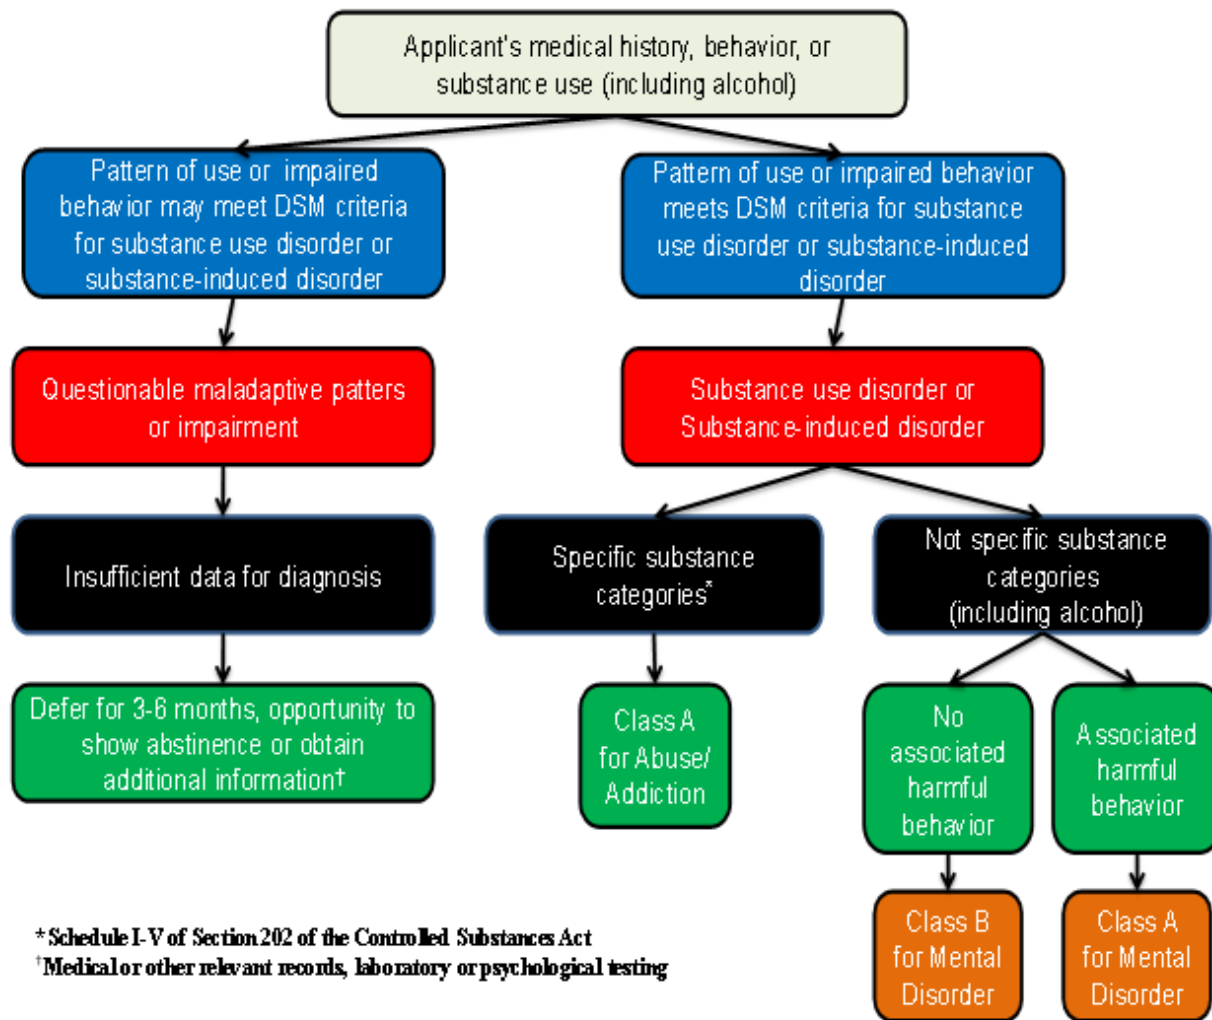 Applicant's medical history, behavior, or
substance use (including alcohol)
Pattern of use or impaired
behavior may meet DSM criteria
for substance use disorder or
substance-induced disorder
Pattern of use or impaired behavior
meets DSM criteria for substance
use disorder or substance-induced
disorder
Questionable maladaptive patters
or impairment
Substance use disorder or
Substance-induced disorder
Insufficient data for diagnosis
Specific substance
categories*
Not specific substance
categories
(including alcohol)
Defer for 3-6 months, opportunity to
show abstinence or obtain
additional information†
Class A
for Abuse/
Addiction
No
associated
harmful
behavior
Associated
harmful
behavior
Class B
for Mental
Disorder
Class A
for Mental
Disorder
*Schedule I-V of Section 202 of the Controlled Substances Act
†Medical or other relevant records, laboratory or psychological testing